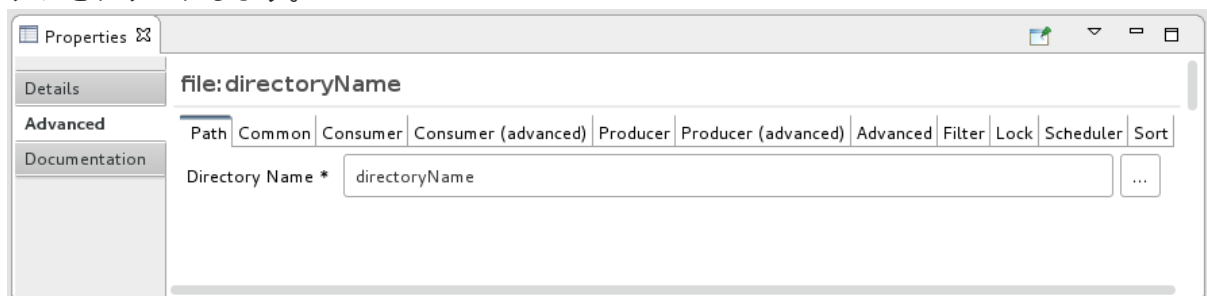 Properties
Details
Advanced
Documentation
file:directoryName
Path Common Consumer Consumer (advanced) Producer Producer (advanced) Advanced Filter Lock Scheduler Sort
Directory Name * directoryName ...